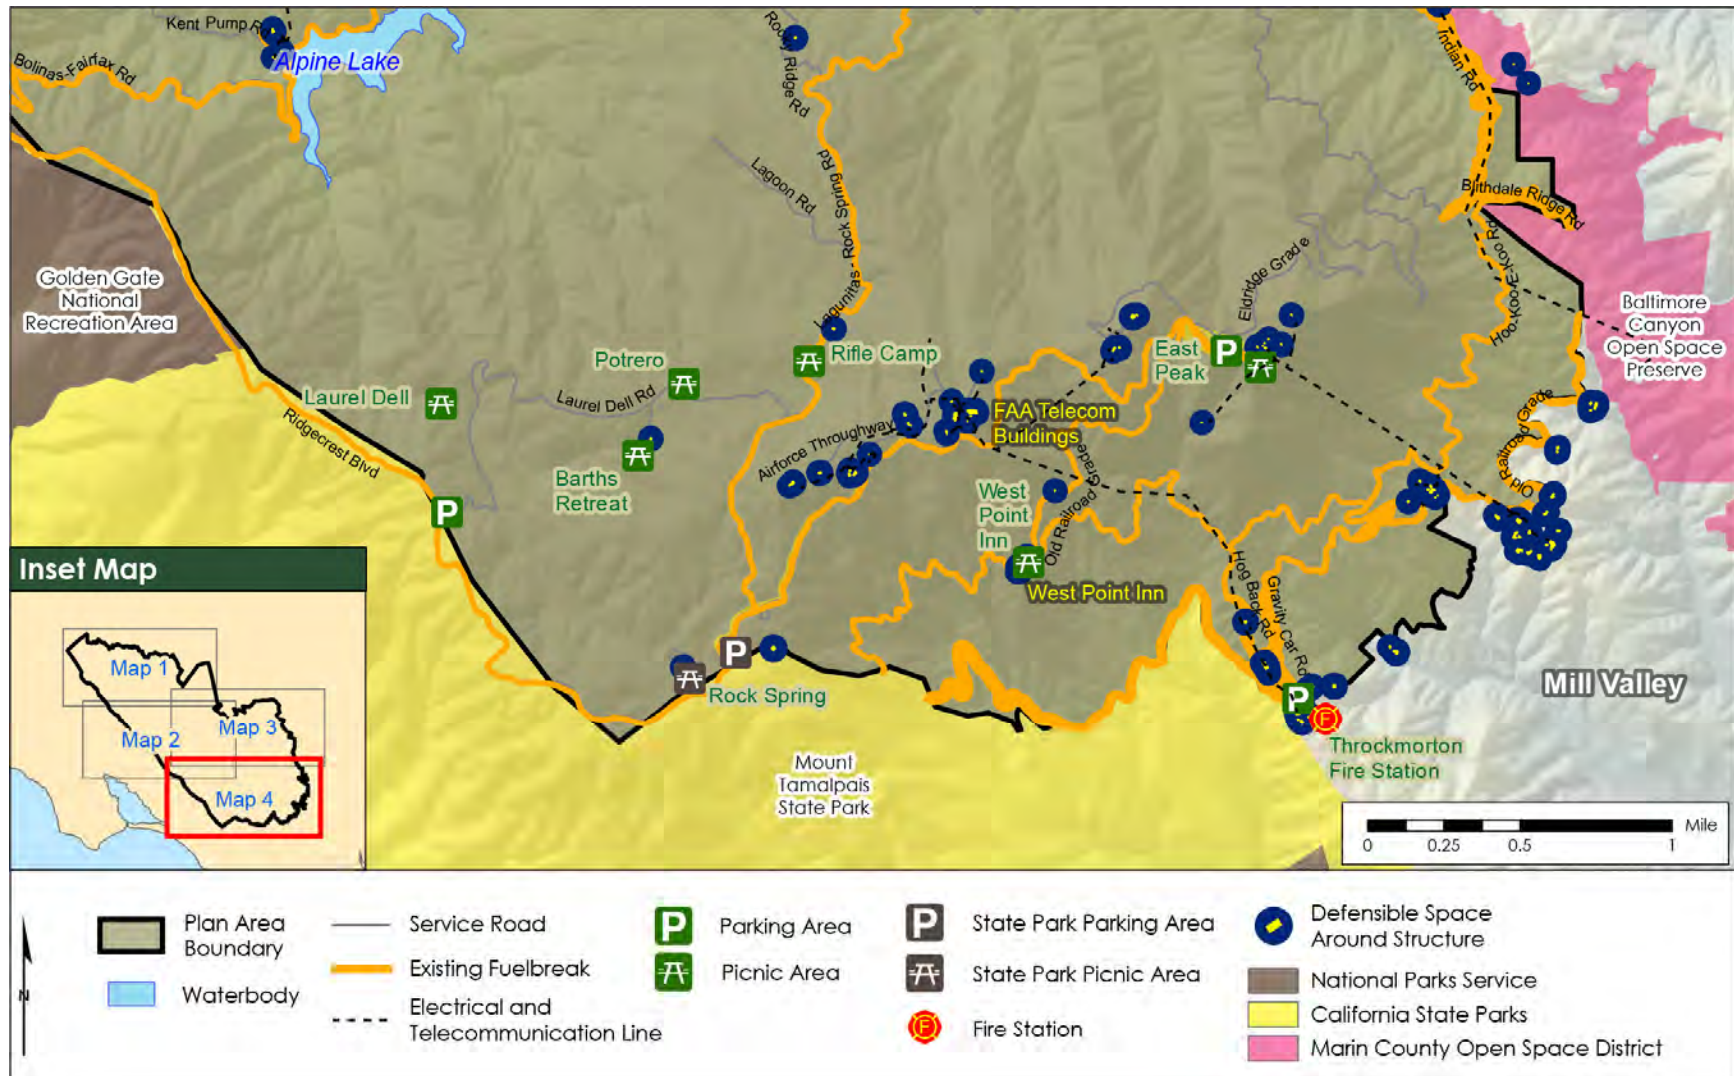 Kent Pump Rd
Bolinas-Fairfax Rd
Alpine Lake
Rocky Ridge Rd
Indian Rd
Lagoon Rd
Lagunitas - Rock Spring Rd
Blithdale Ridge Rd
Hoo-Koo-E-Koo Rd
Eldridge Grade
Golden Gate
National
Recreation Area
Baltimore
Canyon
Open Space
Preserve
Potrero
Rifle Camp
East
Peak
Laurel Dell
Laurel Dell Rd
Ridgecrest Blvd
Airforce Throughway
FAA Telecom
Buildings
Old Railroad Grade
Barths
Retreat
West
Point
Inn
Old Railroad Grade
West Point Inn
Hog Back Rd
Gravity Car Rd
Rock Spring
Mill Valley
Throckmorton
Fire Station
Mount
Tamalpais
State Park
P
P
P
P
F
Inset Map
Map 1
Map 2
Map 3
Map 4
Mile
0 0.25 0.5 1
N
Plan Area
Boundary
Waterbody
Service Road
Existing Fuelbreak
Electrical and
Telecommunication Line
P Parking Area
Picnic Area
P State Park Parking Area
State Park Picnic Area
F Fire Station
Defensible Space
Around Structure
National Parks Service
California State Parks
Marin County Open Space District